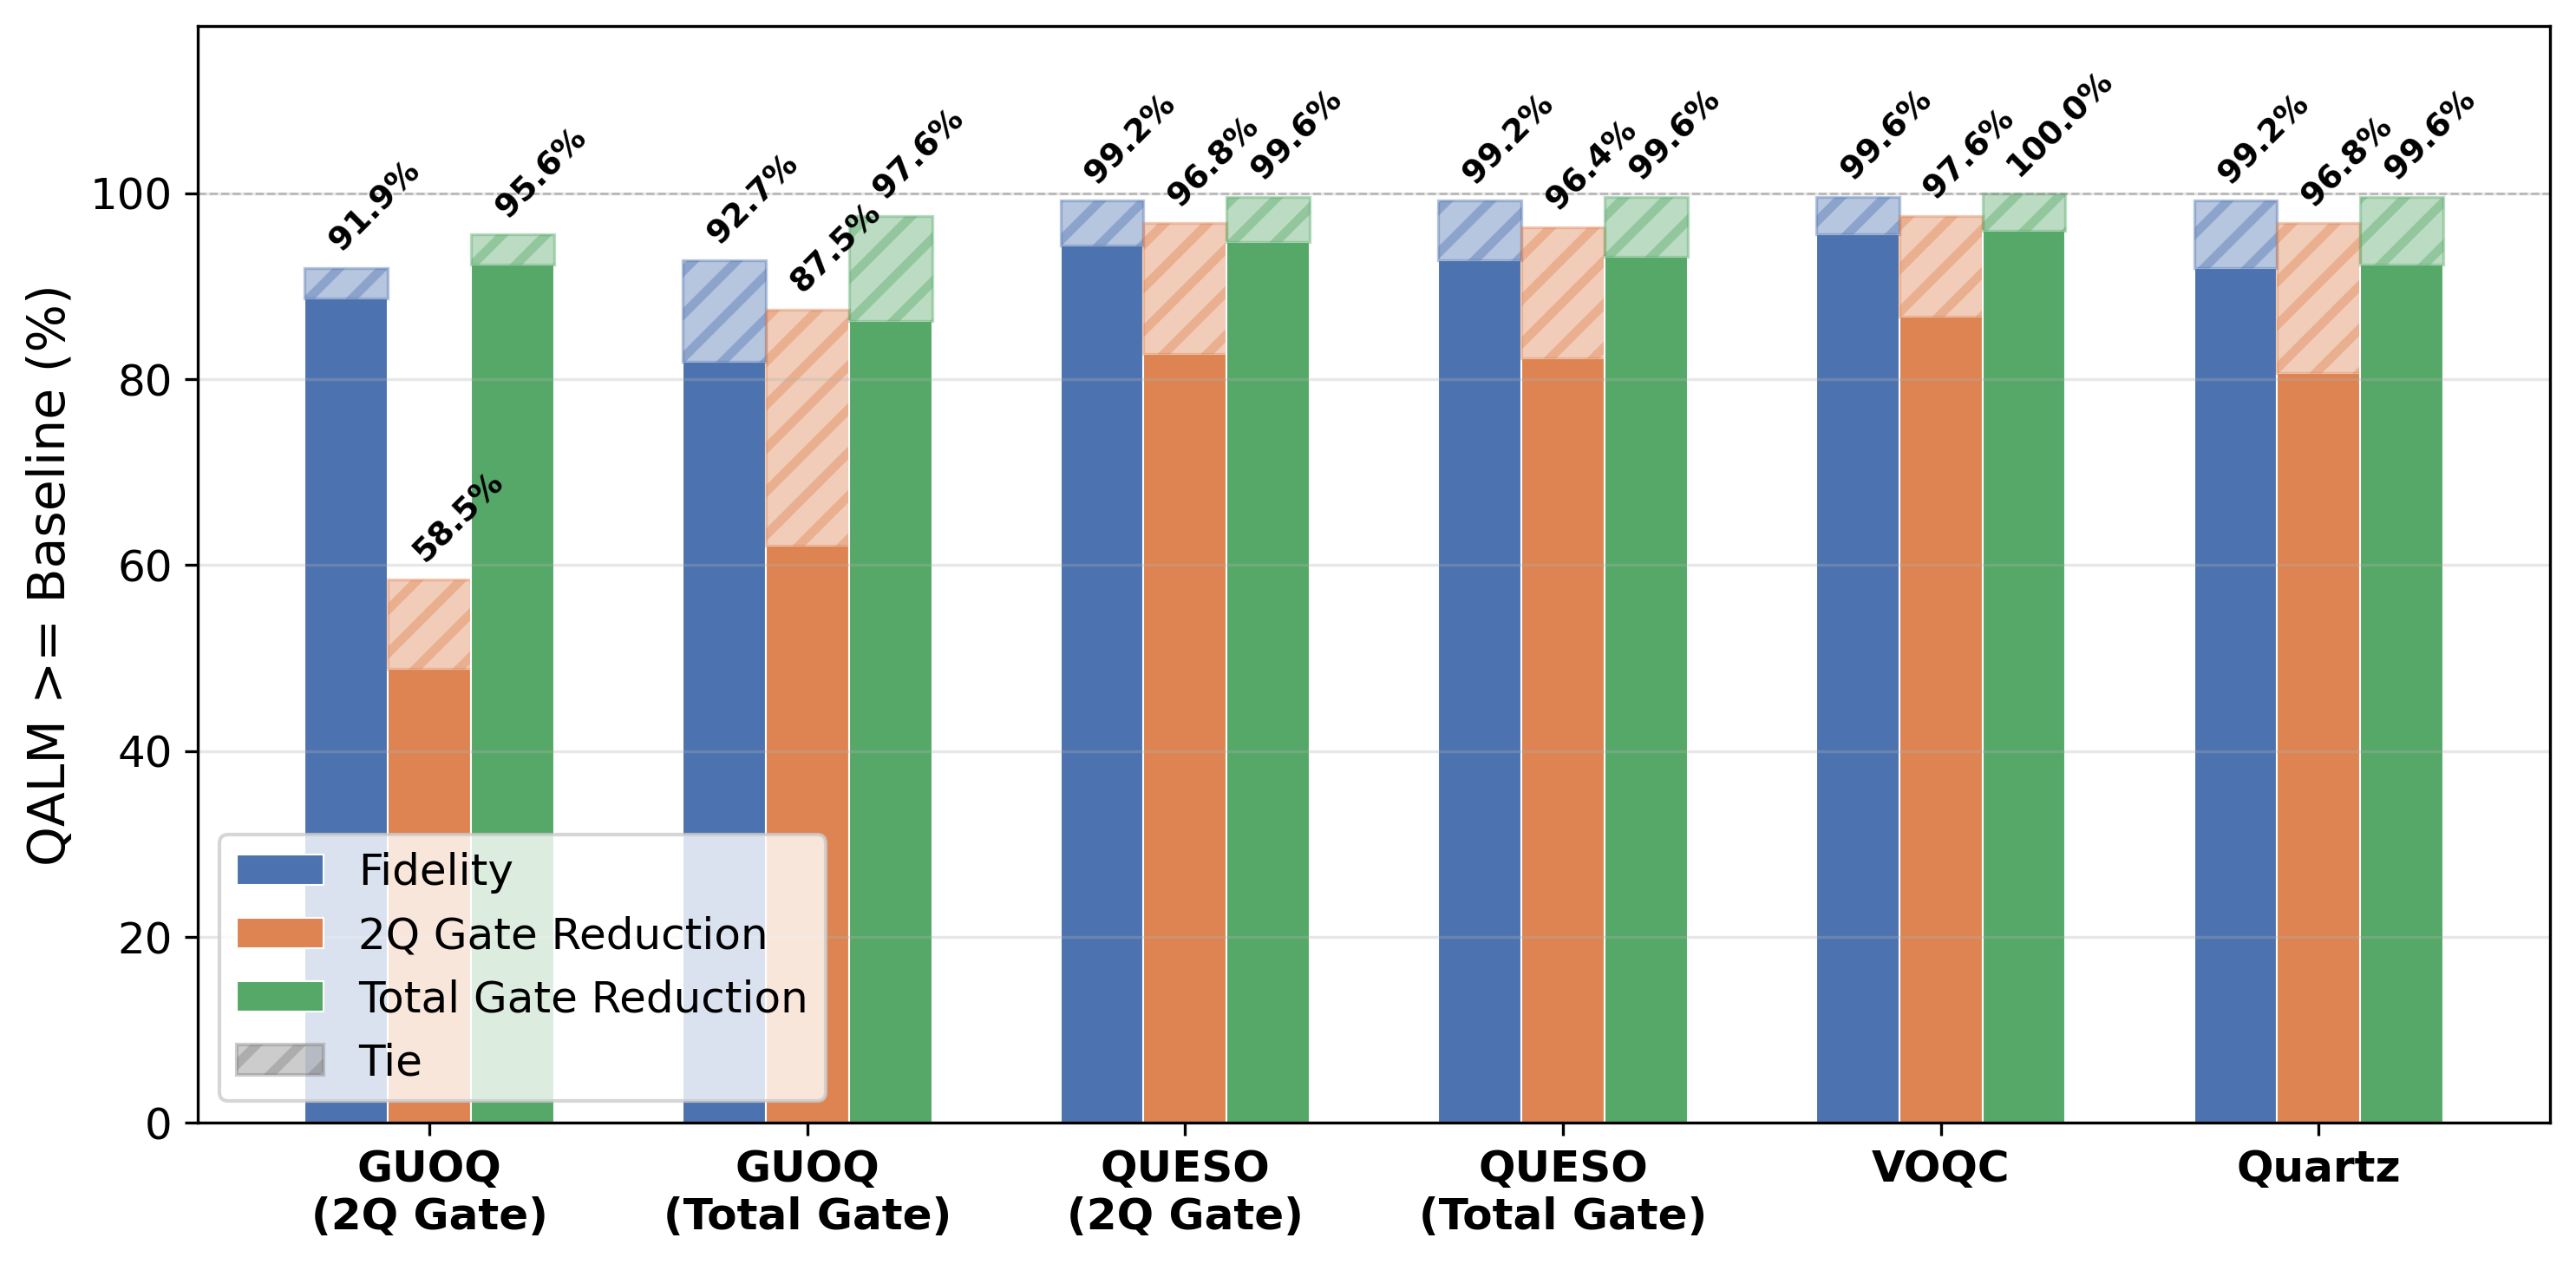 QALM >= Baseline (%)
100
80
60
40
20
0
91.9%
58.5%
95.6%
92.7%
87.5%
97.6%
99.2%
96.8%
99.6%
99.2%
96.4%
99.6%
99.6%
97.6%
100.0%
99.2%
96.8%
99.6%
Fidelity
2Q Gate Reduction
Total Gate Reduction
Tie
GUOQ
(2Q Gate)
GUOQ
(Total Gate)
QUESO
(2Q Gate)
QUESO
(Total Gate)
VOQC
Quartz